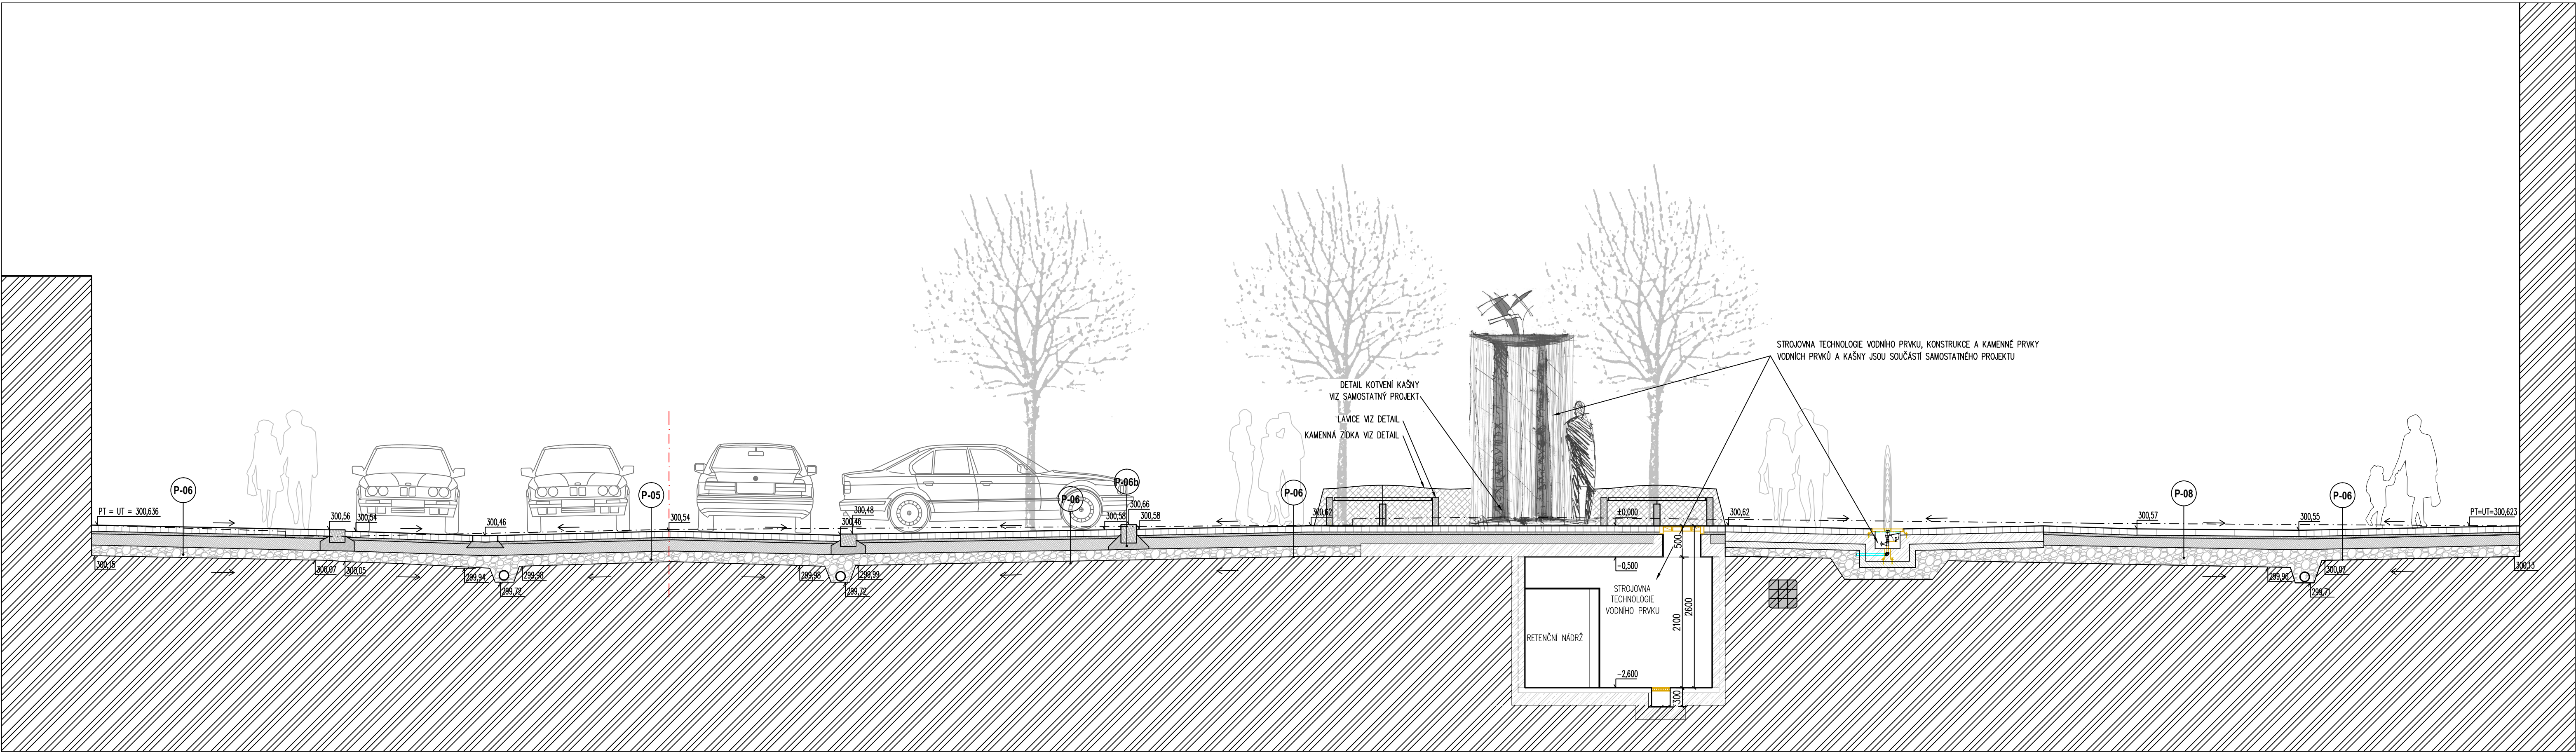 STROJOVNA TECHNOLOGIE VODNÍHO PRVKU, KONSTRUKCE A KAMENNÉ PRVKY
VODNÍCH PRVKŮ A KAŠNY JSOU SOUČÁSTÍ SAMOSTATNÉHO PROJEKTU
DETAIL KOTVENÍ KAŠNY
VIZ SAMOSTATNÝ PROJEKT
LAVICE VIZ DETAIL
KAMENNÁ ZÍDKA VIZ DETAIL
P-06
P-05
P-06
P-06b
P-06
P-08
P-06
PT = UT = 300,636
300,56
300,54
300,46
300,54
300,48
300,46
300,58
300,66
300,58
300,62
±0,000
300,62
300,57
300,55
PT=UT=300,623
300,15
300,07
300,05
299,94
299,98
299,72
299,98
299,99
299,72
500
-0,500
STROJOVNA
TECHNOLOGIE
VODNÍHO PRVKU
2100
2600
RETENČNÍ NÁDRŽ
-2,600
300
299,96
300,07
299,71
300,13